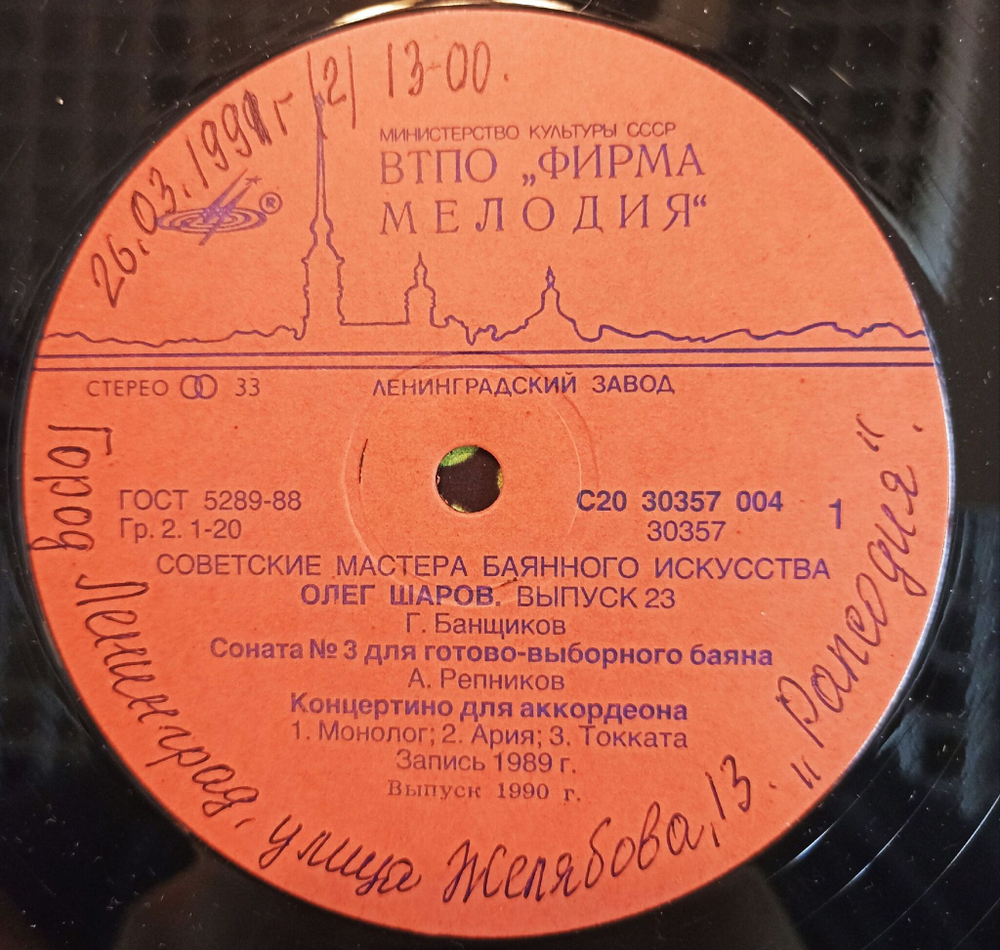 26.03.1991г |2| 13-00.
МИНИСТЕРСТВО КУЛЬТУРЫ СССР
ВТПО „ФИРМА
МЕЛОДИЯ“
®
СТЕРЕО 33
ЛЕНИНГРАДСКИЙ ЗАВОД
ГОСТ 5289-88
Гр. 2. 1-20
С20 30357 004
30357
1
СОВЕТСКИЕ МАСТЕРА БАЯННОГО ИСКУССТВА
ОЛЕГ ШАРОВ. ВЫПУСК 23
Г. Банщиков
Соната № 3 для готово-выборного баяна
А. Репников
Концертино для аккордеона
1. Монолог; 2. Ария; 3. Токката
Запись 1989 г.
Выпуск 1990 г.
Город Ленинград, улица Желябова, 13. „Рапсодия“.